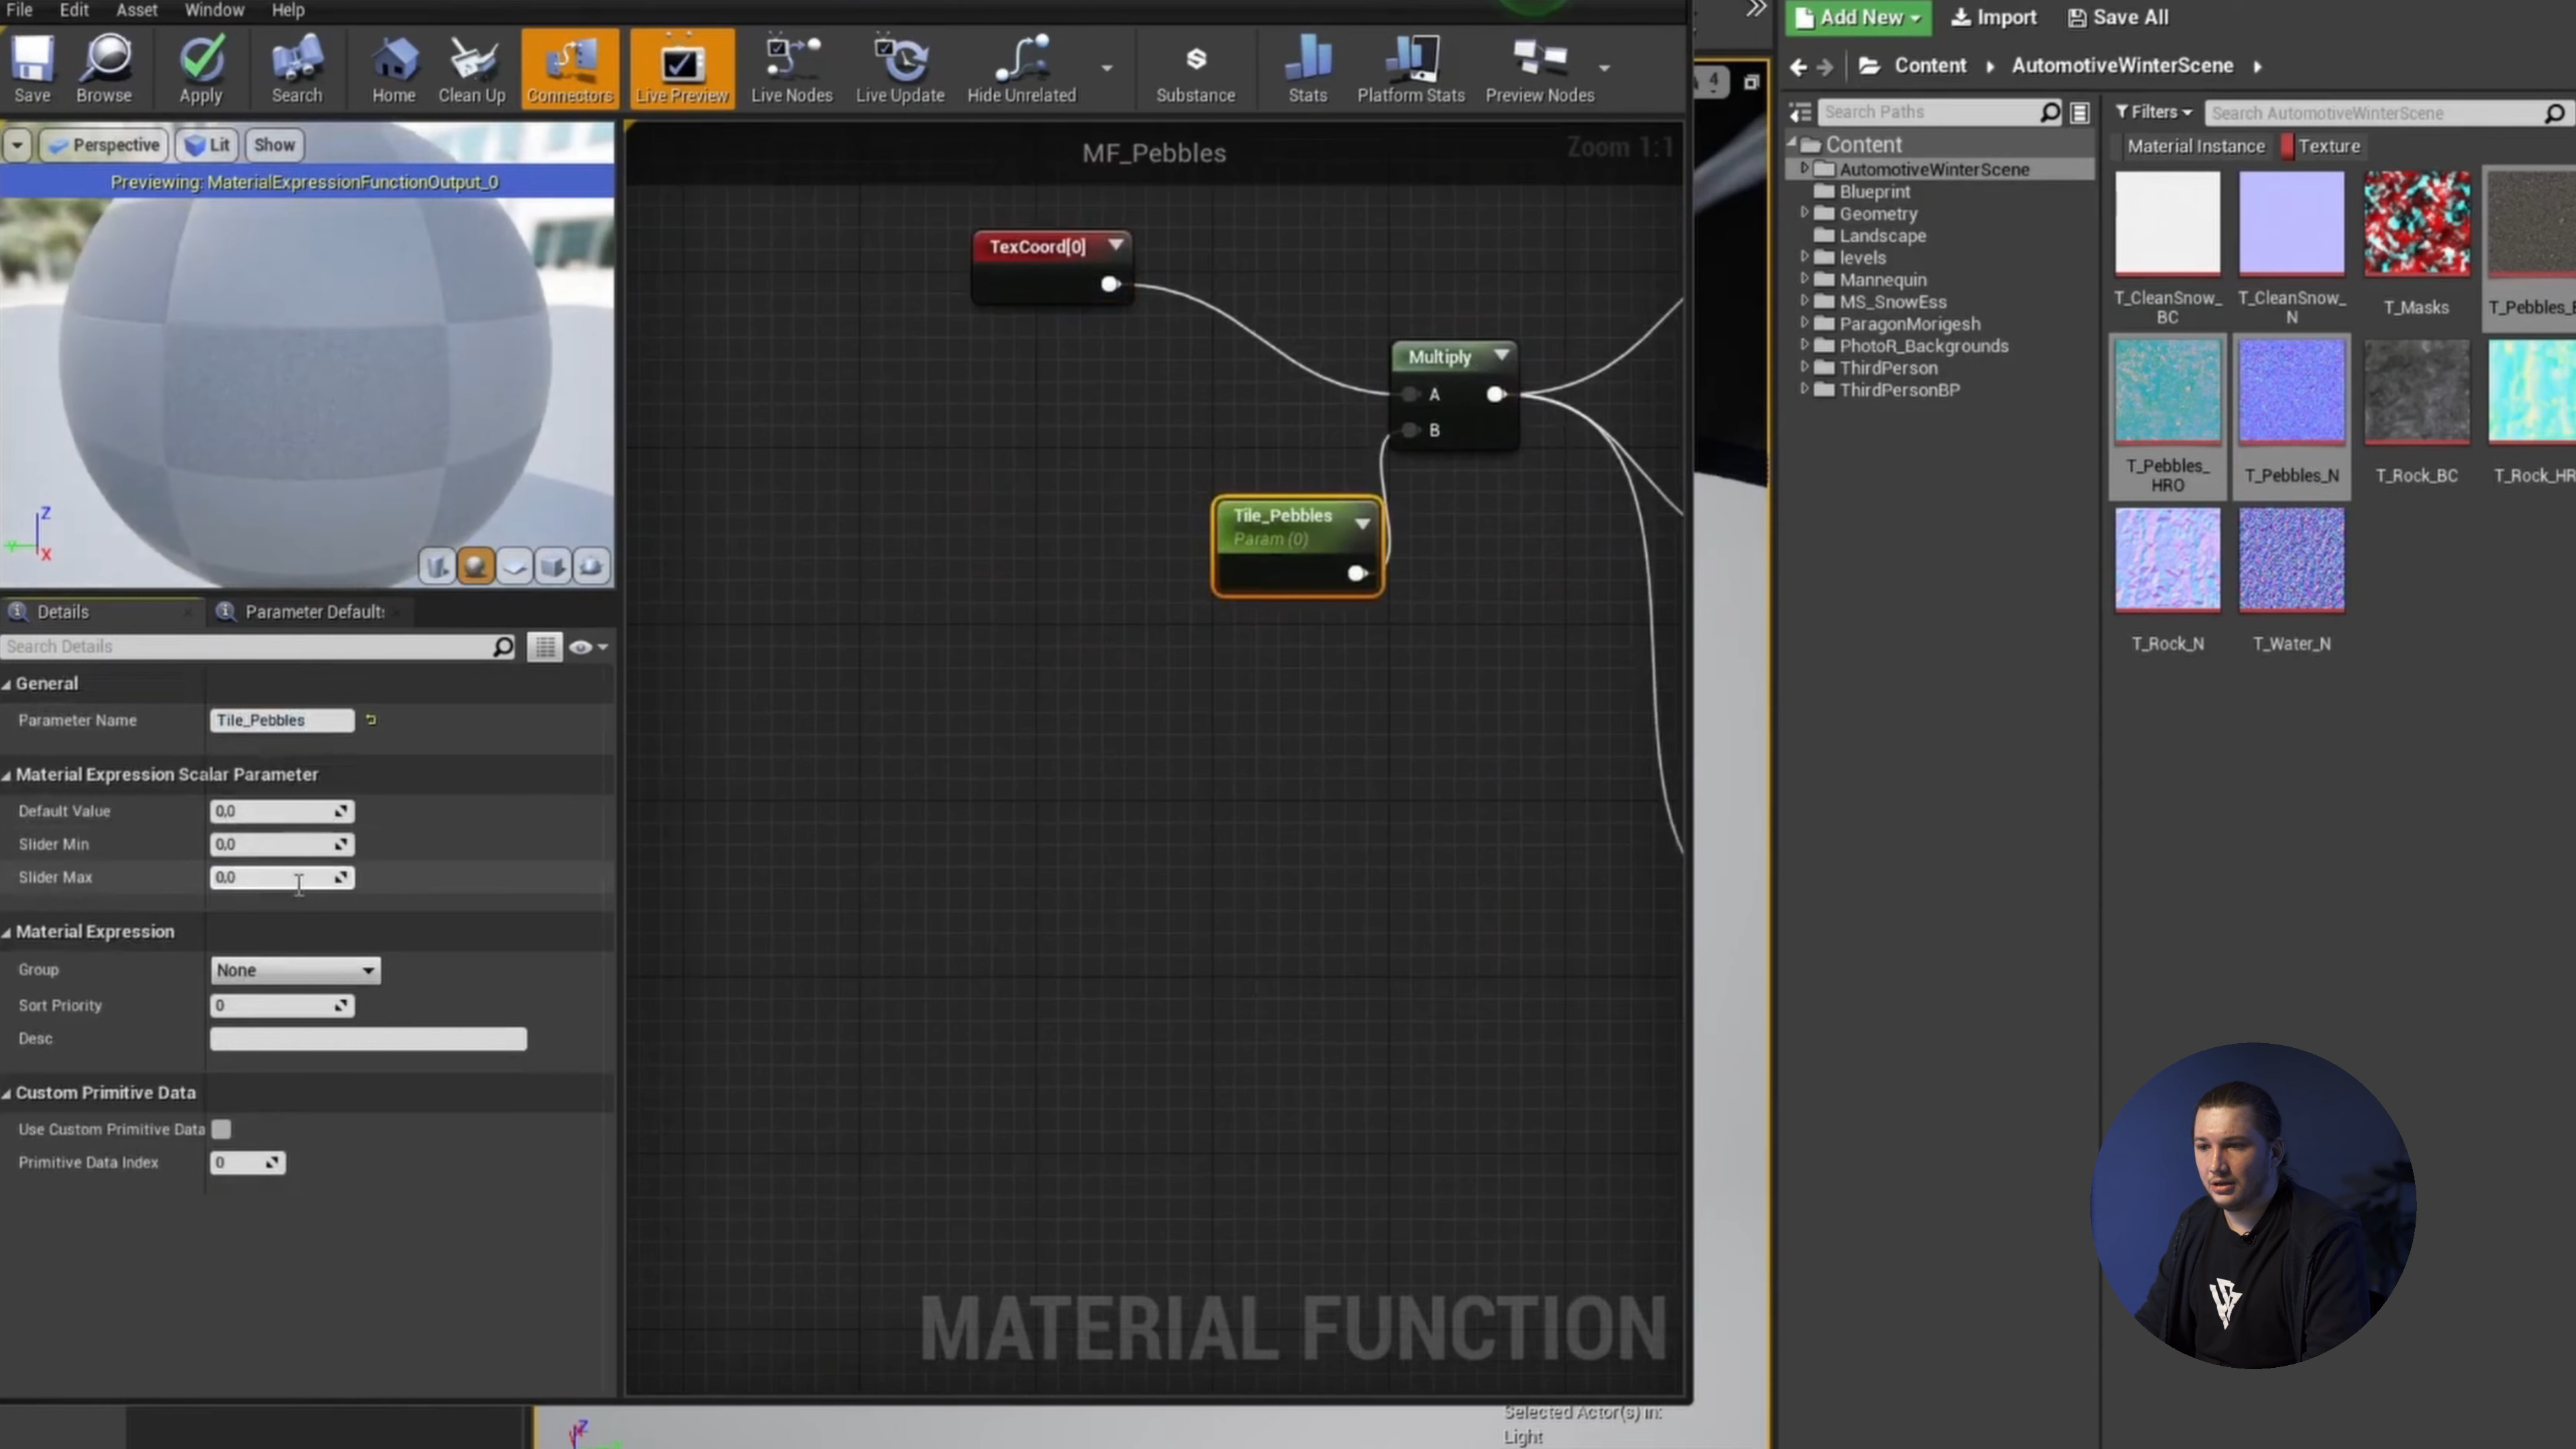 File Edit Asset Window Help
Save Browse Apply Search Home Clean Up Connectors Live Preview Live Nodes Live Update Hide Unrelated Substance Stats Platform Stats Preview Nodes
Perspective Lit Show
Previewing: MaterialExpressionFunctionOutput_0
Z
Y
X
Details Parameter Defaults
Search Details
General
Parameter Name Tile_Pebbles
Material Expression Scalar Parameter
Default Value 0,0
Slider Min 0,0
Slider Max 0,0
Material Expression
Group None
Sort Priority 0
Desc
Custom Primitive Data
Use Custom Primitive Data
Primitive Data Index 0
MF_Pebbles
Zoom 1:1
TexCoord[0]
Multiply
A
B
Tile_Pebbles
Param (0)
MATERIAL FUNCTION
Z
Selected Actor(s) in:
Light
4
Add New Import Save All
Content AutomotiveWinterScene
Search Paths
Content
AutomotiveWinterScene
Blueprint
Geometry
Landscape
levels
Mannequin
MS_SnowEss
ParagonMorigesh
PhotoR_Backgrounds
ThirdPerson
ThirdPersonBP
Filters Search AutomotiveWinterScene
Material Instance Texture
T_CleanSnow_
BC
T_CleanSnow_
N
T_Masks
T_Pebbles_
T_Pebbles_
HRO
T_Pebbles_N
T_Rock_BC
T_Rock_HR
T_Rock_N
T_Water_N